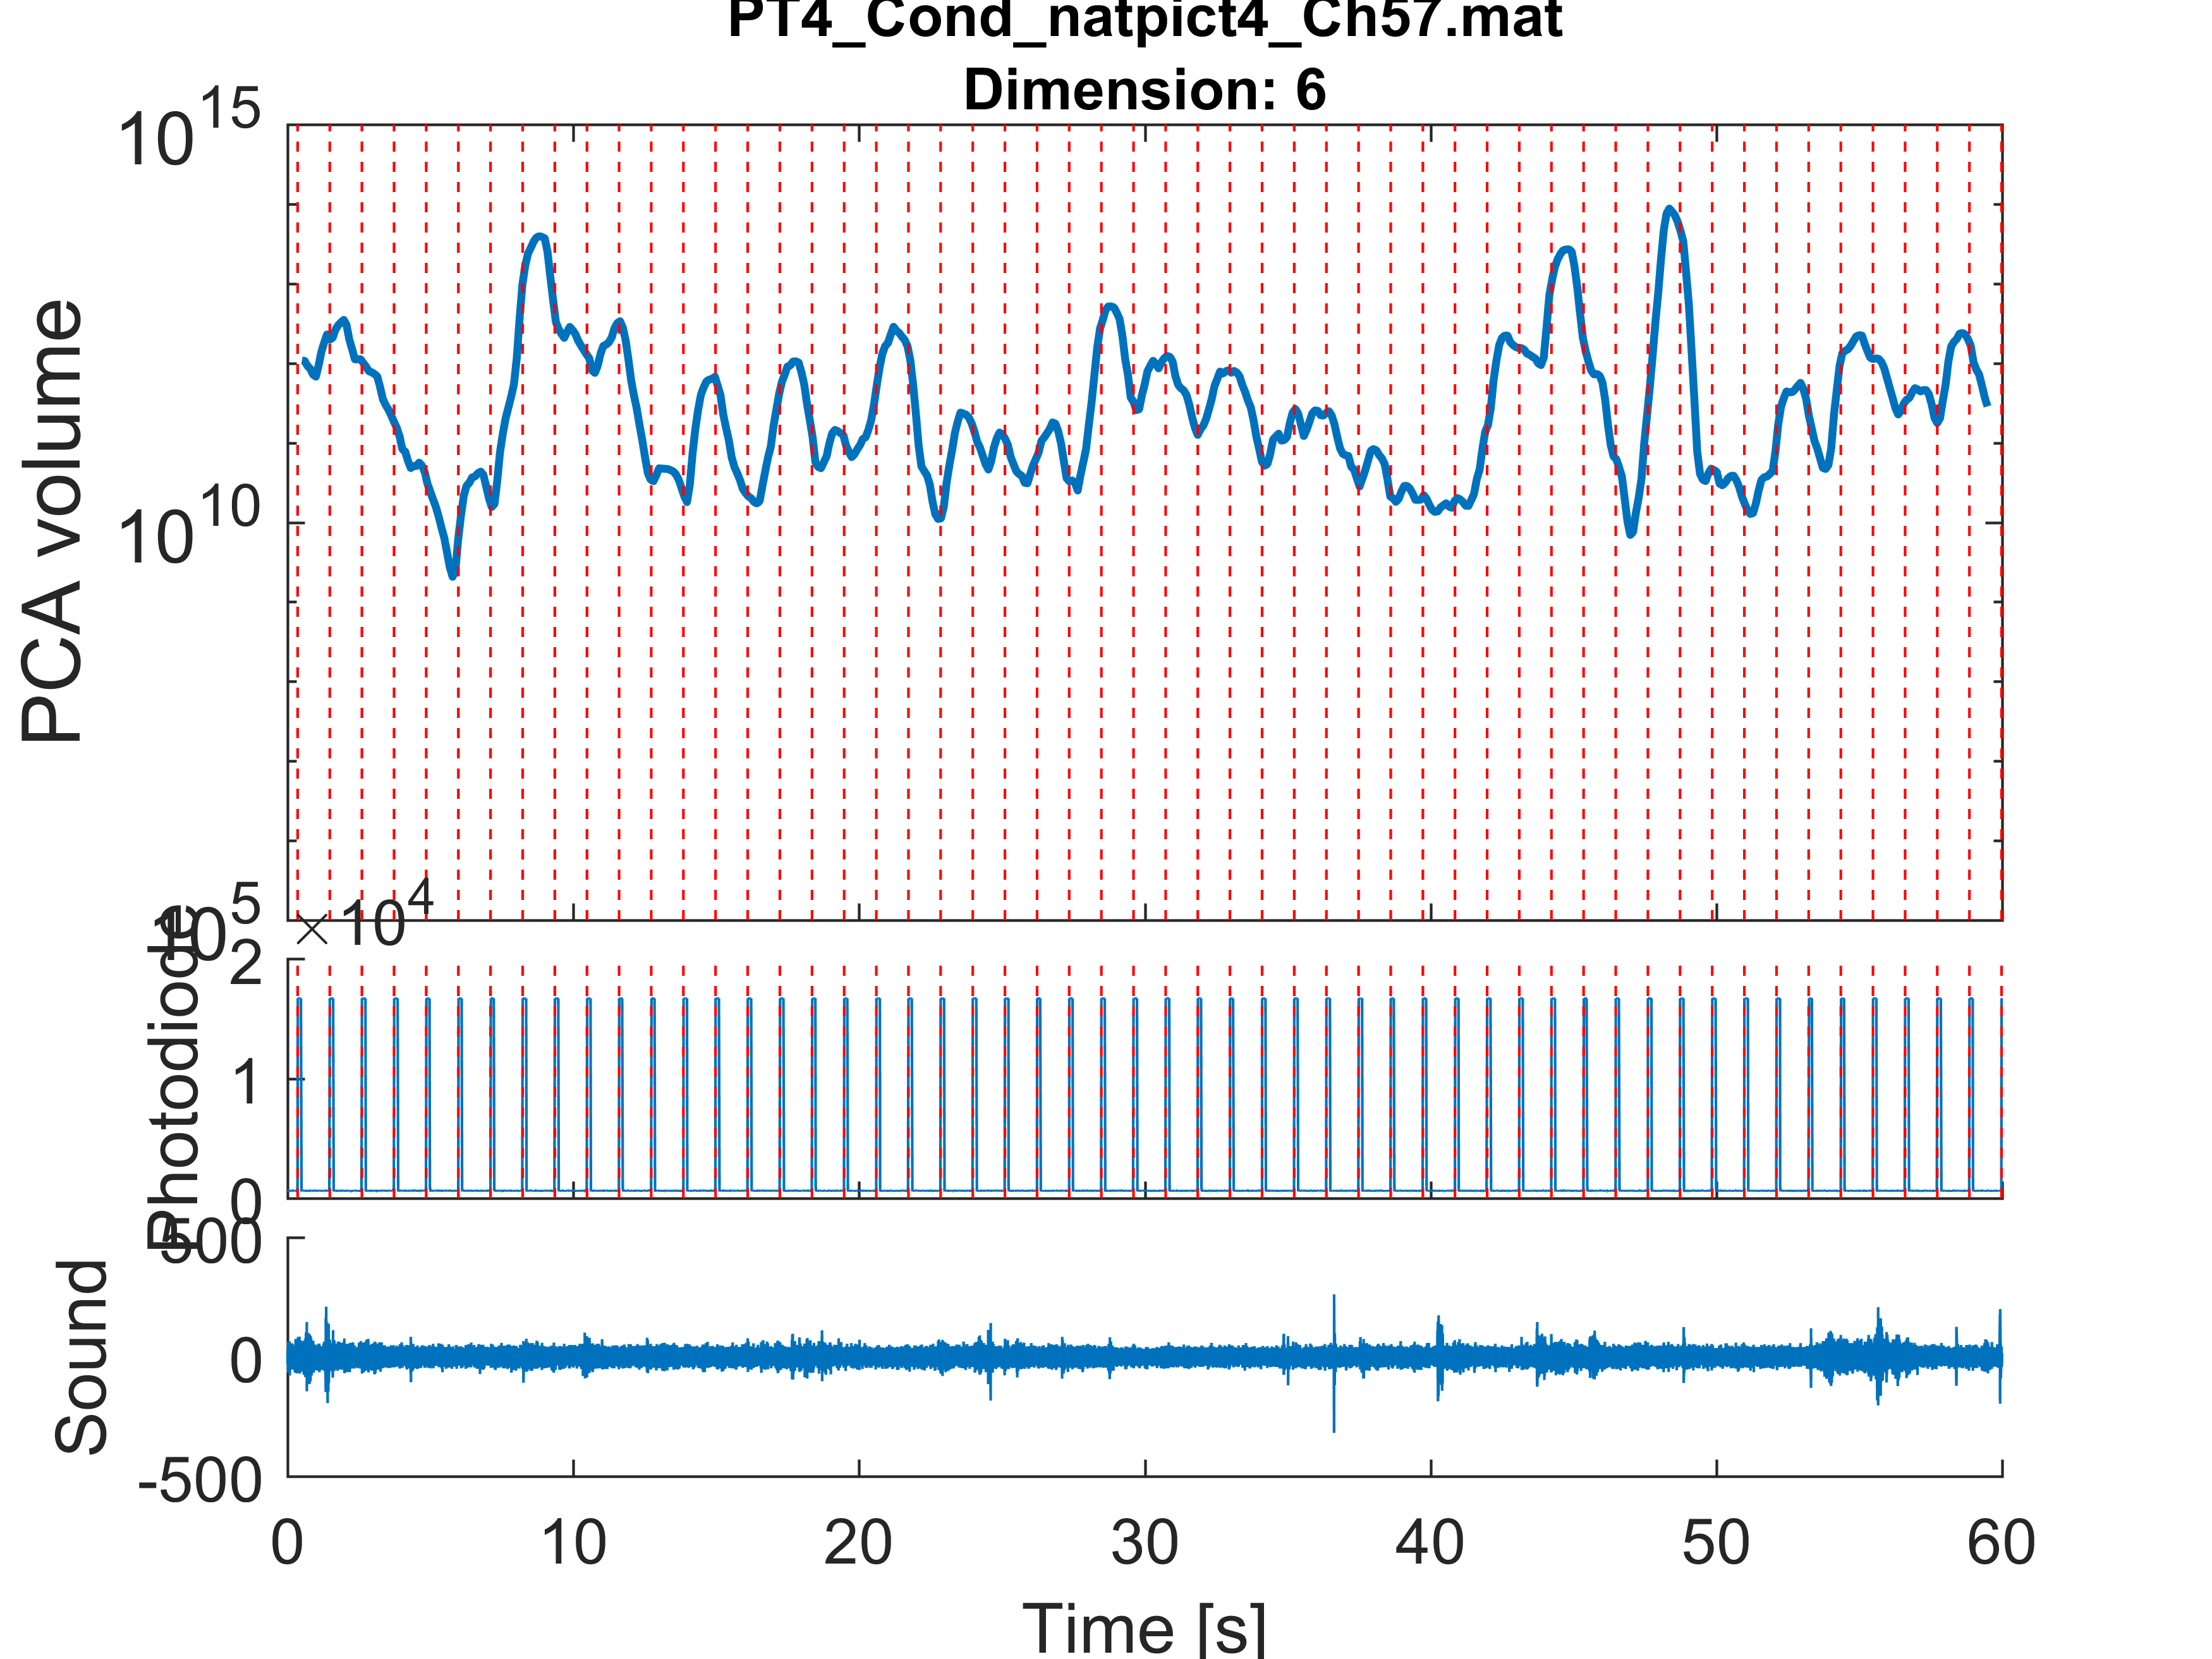 PT4_Cond_natpict4_Ch57.mat
Dimension: 6
10^15
10^10
10^5
PCA volume
×10^4
2
1
0
Photodiode
500
0
-500
Sound
0 10 20 30 40 50 60
Time [s]